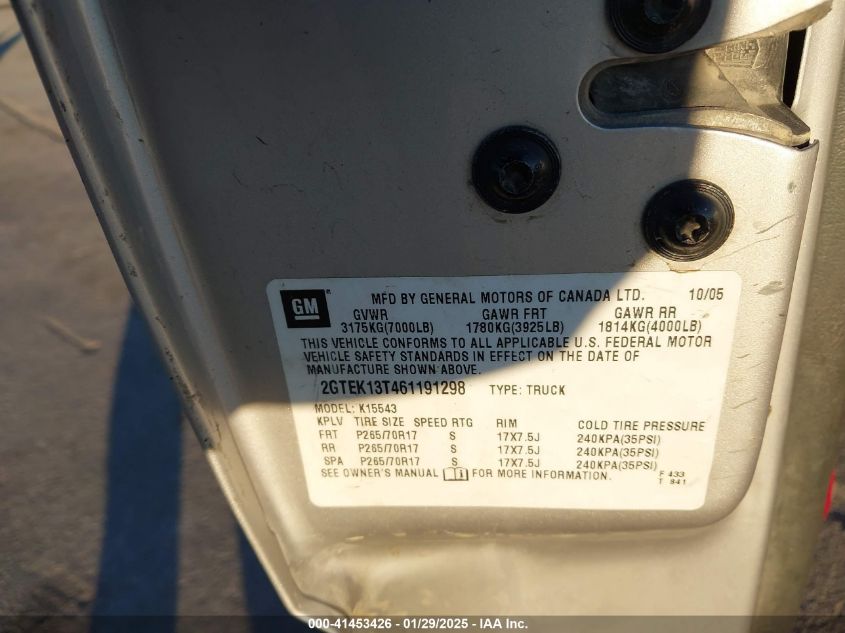 GM ® MFD BY GENERAL MOTORS OF CANADA LTD. 10/05
GVWR GAWR FRT GAWR RR
3175KG(7000LB) 1780KG(3925LB) 1814KG(4000LB)
THIS VEHICLE CONFORMS TO ALL APPLICABLE U.S. FEDERAL MOTOR
VEHICLE SAFETY STANDARDS IN EFFECT ON THE DATE OF
MANUFACTURE SHOWN ABOVE.
2GTEK13T461191298 TYPE: TRUCK
MODEL: K15543
KPLV TIRE SIZE SPEED RTG RIM COLD TIRE PRESSURE
FRT P265/70R17 S 17X7.5J 240KPA(35PSI)
RR P265/70R17 S 17X7.5J 240KPA(35PSI)
SPA P265/70R17 S 17X7.5J 240KPA(35PSI)
SEE OWNER'S MANUAL FOR MORE INFORMATION. F 433
T 841
000-41453426 - 01/29/2025 - IAA Inc.